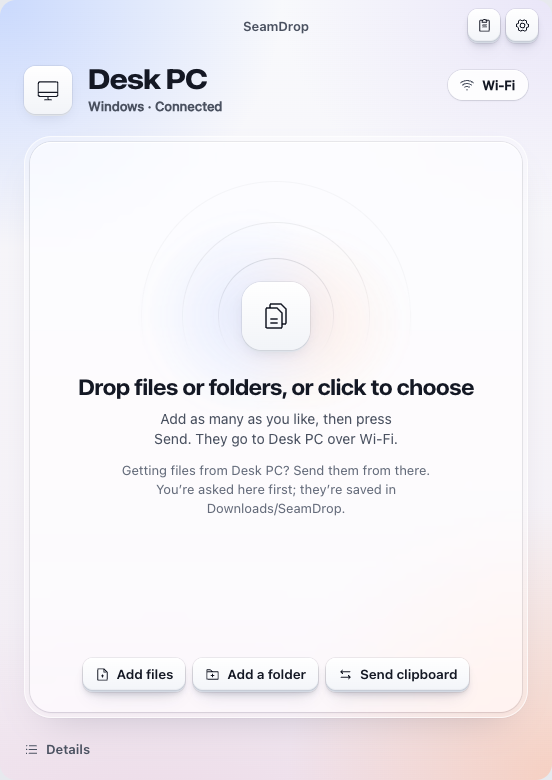 SeamDrop
Desk PC
Windows · Connected
Wi-Fi
Drop files or folders, or click to choose
Add as many as you like, then press
Send. They go to Desk PC over Wi-Fi.
Getting files from Desk PC? Send them from there.
You’re asked here first; they’re saved in
Downloads/SeamDrop.
Add files
Add a folder
Send clipboard
Details